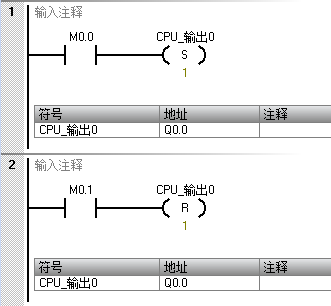 1
输入注释
M0.0 CPU_输出0
S
1
符号 地址 注释
CPU_输出0 Q0.0
2
输入注释
M0.1 CPU_输出0
R
1
符号 地址 注释
CPU_输出0 Q0.0